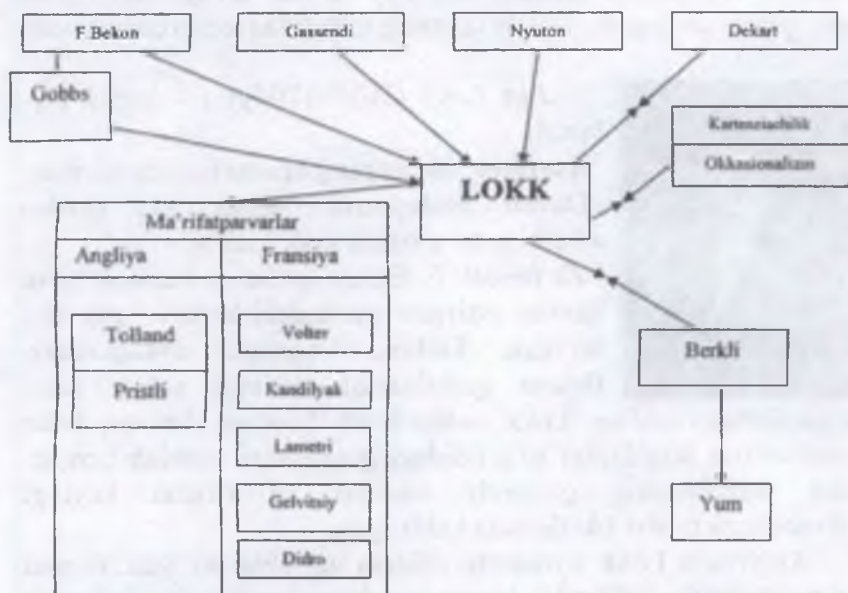 F.Bekon
Gassendi
Nyuton
Dekart
Gobbs
Kartezianchilik
Okkasionalizm
LOKK
Ma'rifatparvarlar
Angliya
Fransiya
Tolland
Volter
Pristli
Kandilyak
Lametri
Gelvitsiy
Didro
Berkli
Yum